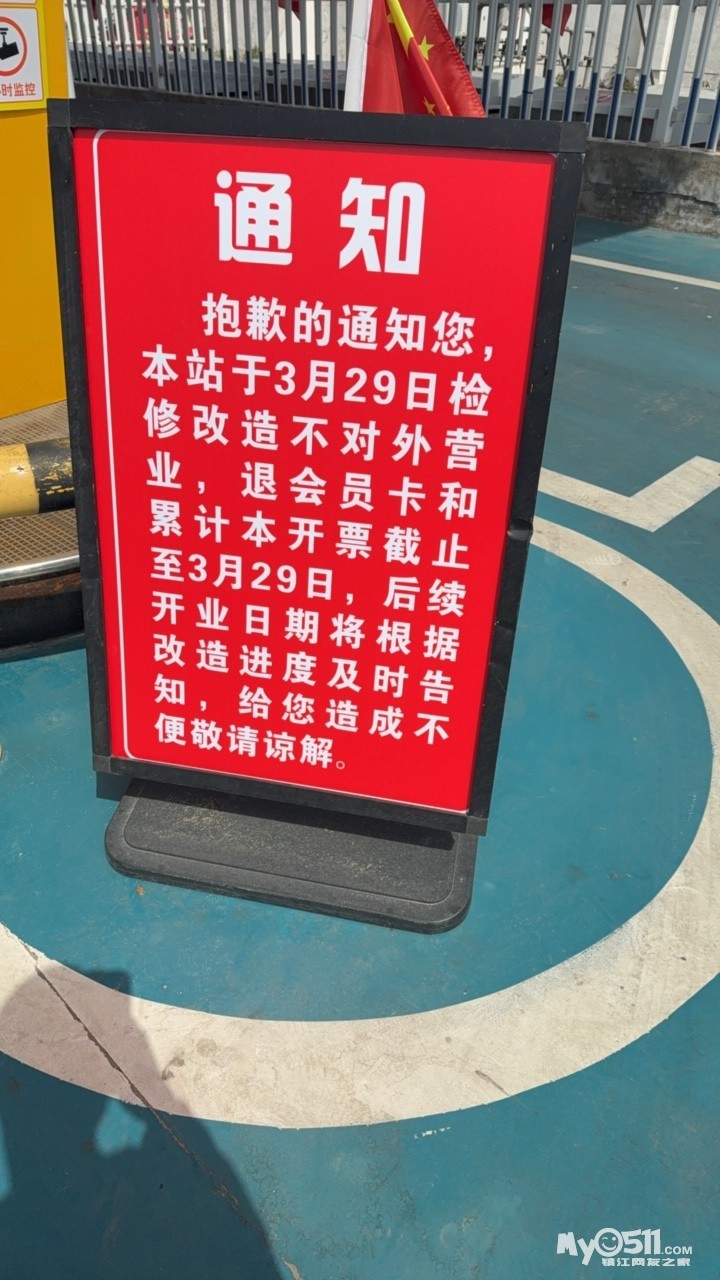 时监控
通知
抱歉的通知您，
本站于3月29日检
修改造不对外营
业，退会员卡和
累计本开票截止
至3月29日，后续
开业日期将根据
改造进度及时告
知，给您造成不
便敬请谅解。
My0511.COM
镇江网友之家